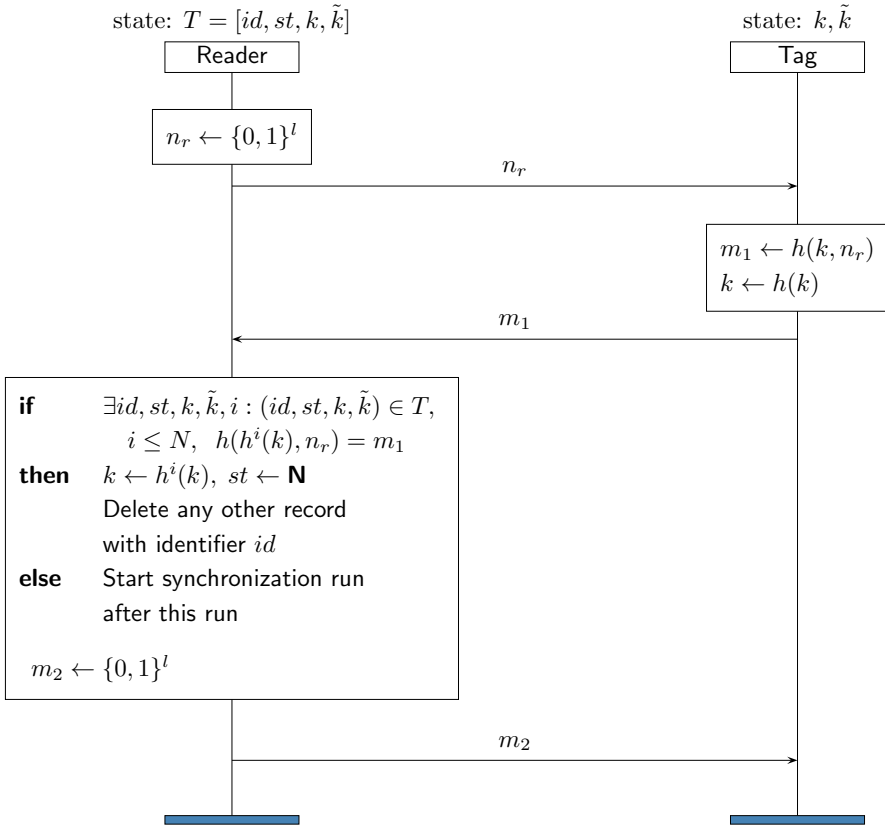 state: T = [id, st, k, k̃]
state: k, k̃
Reader
Tag
n_r ← {0, 1}^l
n_r
m_1 ← h(k, n_r)
k ← h(k)
m_1
if ∃id, st, k, k̃, i : (id, st, k, k̃) ∈ T,
i ≤ N, h(h^i(k), n_r) = m_1
then k ← h^i(k), st ← N
Delete any other record
with identifier id
else Start synchronization run
after this run
m_2 ← {0, 1}^l
m_2